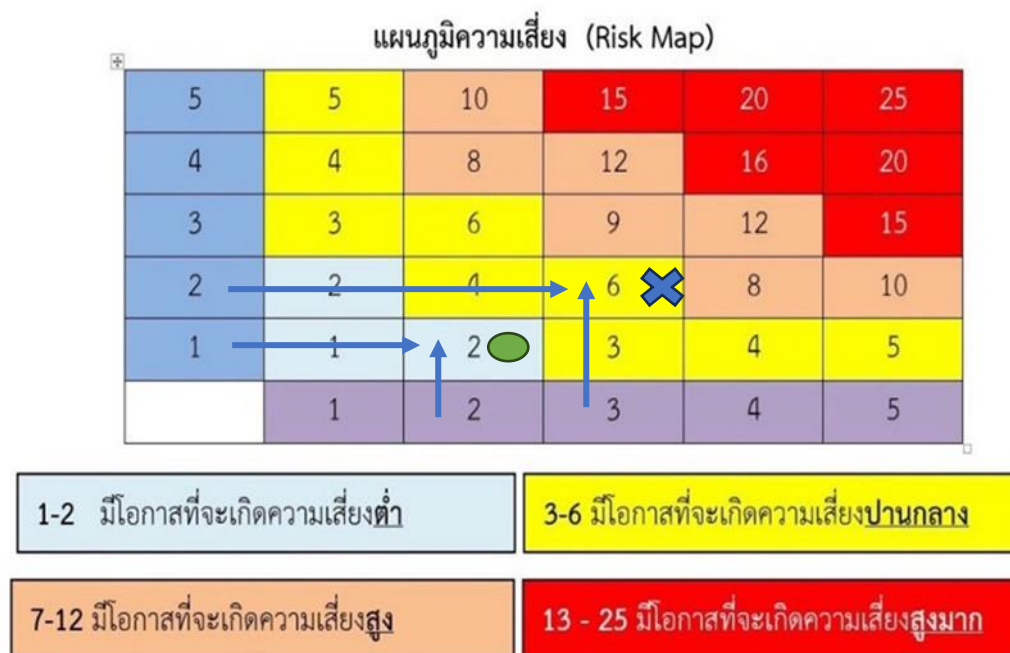 แผนภูมิความเสี่ยง (Risk Map)
5 5 10 15 20 25
4 4 8 12 16 20
3 3 6 9 12 15
2 2 4 6 8 10
1 1 2 3 4 5
1 2 3 4 5
1-2 มีโอกาสที่จะเกิดความเสี่ยงต่ำ
3-6 มีโอกาสที่จะเกิดความเสี่ยงปานกลาง
7-12 มีโอกาสที่จะเกิดความเสี่ยงสูง
13 - 25 มีโอกาสที่จะเกิดความเสี่ยงสูงมาก